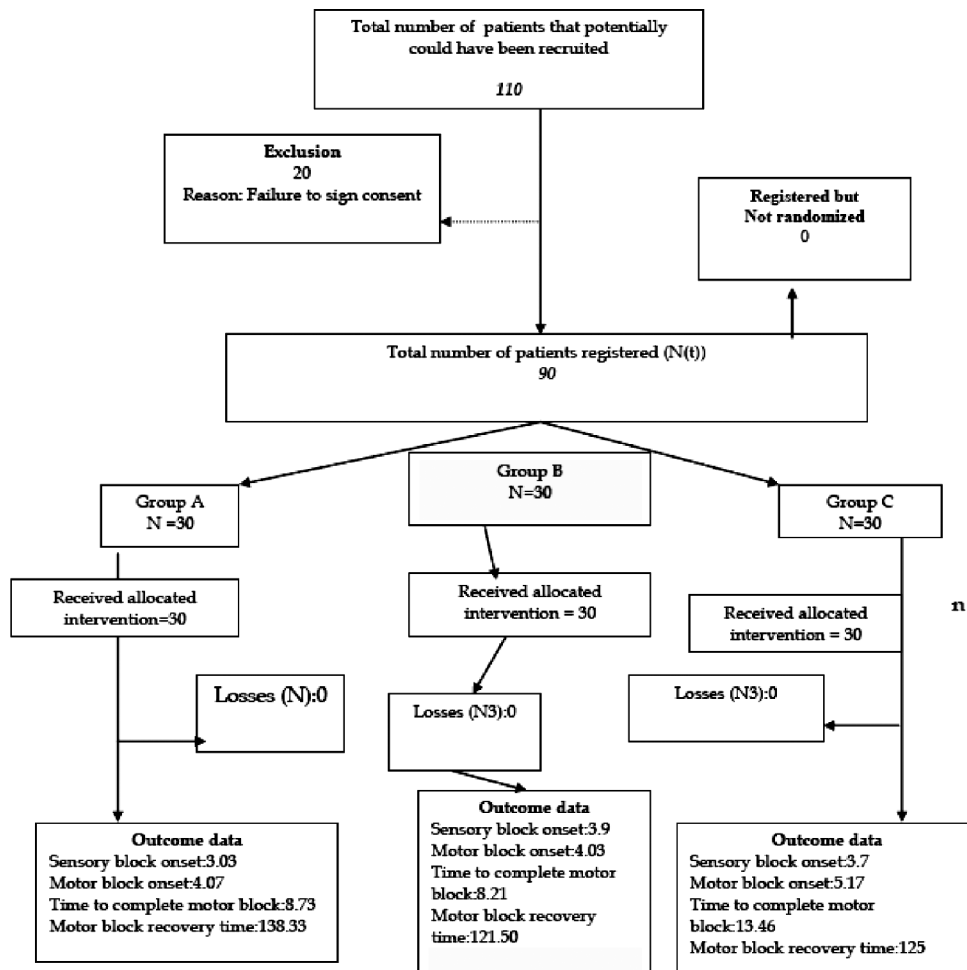 Total number of patients that potentially
could have been recruited
110
Exclusion
20
Reason: Failure to sign consent
Registered but
Not randomized
0
Total number of patients registered (N(t))
90
Group A
N =30
Group B
N=30
Group C
N=30
Received allocated
intervention=30
Received allocated
intervention = 30
Received allocated
intervention = 30
n
Losses (N):0
Losses (N3):0
Losses (N3):0
Outcome data
Sensory block onset:3.03
Motor block onset:4.07
Time to complete motor block:8.73
Motor block recovery time:138.33
Outcome data
Sensory block onset:3.9
Motor block onset:4.03
Time to complete motor
block:8.21
Motor block recovery
time:121.50
Outcome data
Sensory block onset:3.7
Motor block onset:5.17
Time to complete motor
block:13.46
Motor block recovery time:125